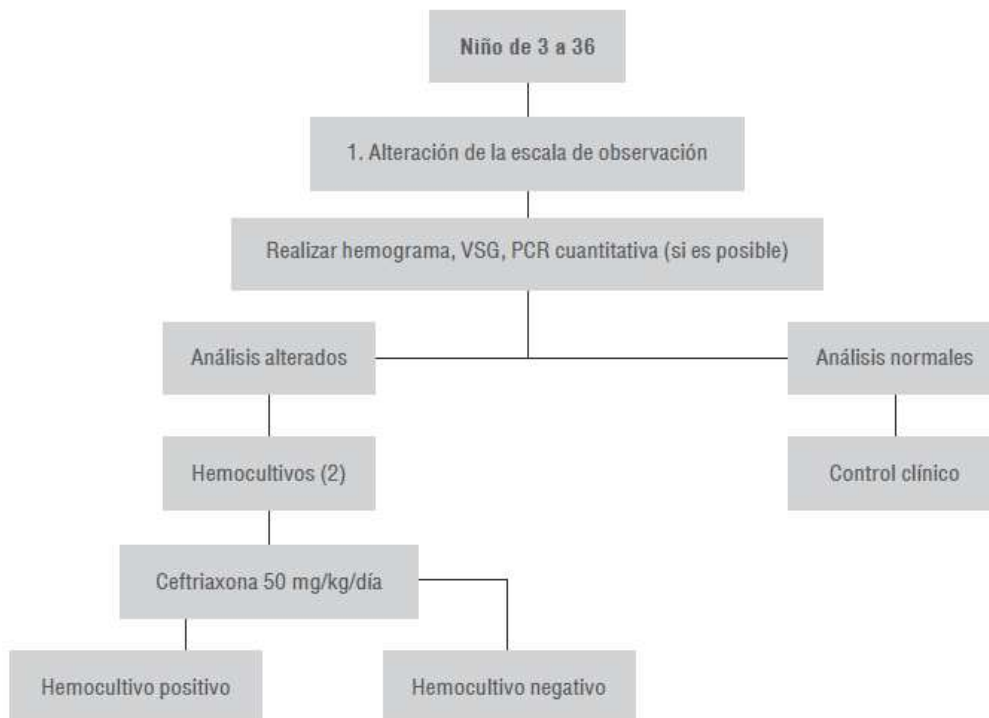 Niño de 3 a 36
1. Alteración de la escala de observación
Realizar hemograma, VSG, PCR cuantitativa (si es posible)
Análisis alterados
Análisis normales
Hemocultivos (2)
Control clínico
Ceftriaxona 50 mg/kg/día
Hemocultivo positivo
Hemocultivo negativo